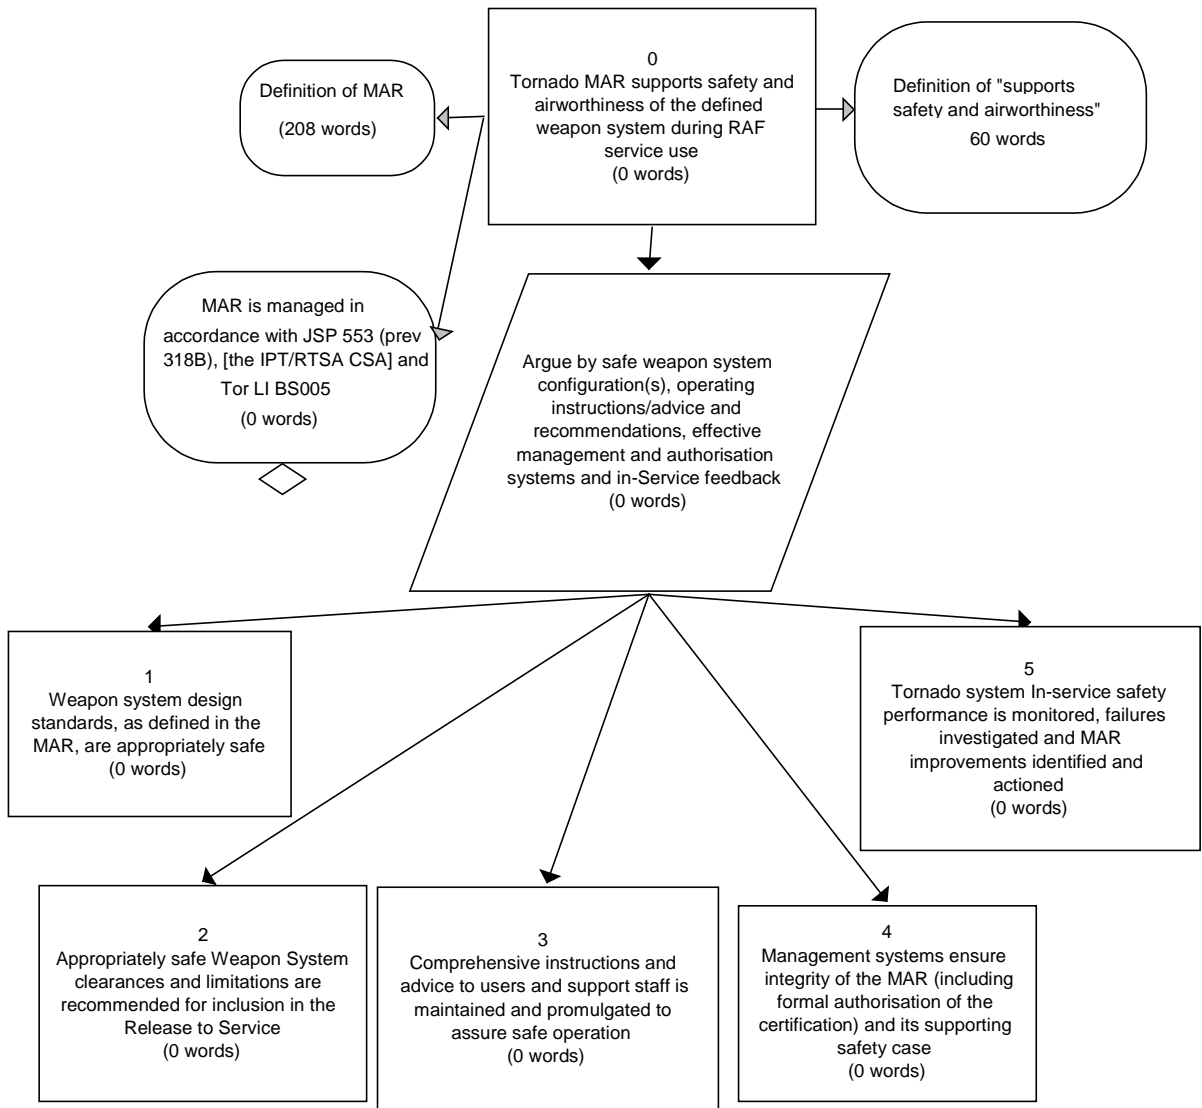 Definition of MAR
(208 words)
0
Tornado MAR supports safety and
airworthiness of the defined
weapon system during RAF
service use
(0 words)
Definition of "supports
safety and airworthiness"
60 words
MAR is managed in
accordance with JSP 553 (prev
318B), [the IPT/RTSA CSA] and
Tor LI BS005
(0 words)
Argue by safe weapon system
configuration(s), operating
instructions/advice and
recommendations, effective
management and authorisation
systems and in-Service feedback
(0 words)
1
Weapon system design
standards, as defined in the
MAR, are appropriately safe
(0 words)
2
Appropriately safe Weapon System
clearances and limitations are
recommended for inclusion in the
Release to Service
(0 words)
3
Comprehensive instructions and
advice to users and support staff is
maintained and promulgated to
assure safe operation
(0 words)
4
Management systems ensure
integrity of the MAR (including
formal authorisation of the
certification) and its supporting
safety case
(0 words)
5
Tornado system In-service safety
performance is monitored, failures
investigated and MAR
improvements identified and
actioned
(0 words)